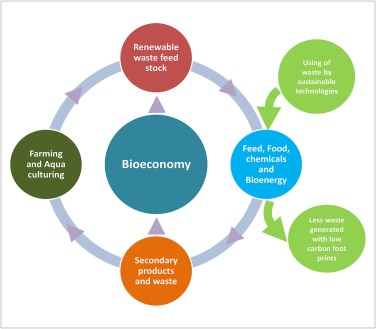 Renewable
waste feed
stock
Using of
waste by
sustainable
technologies
Farming
and Aqua
culturing
Bioeconomy
Feed, Food,
chemicals
and
Bioenergy
Less waste
generated
with low
carbon foot
prints
Secondary
products
and waste